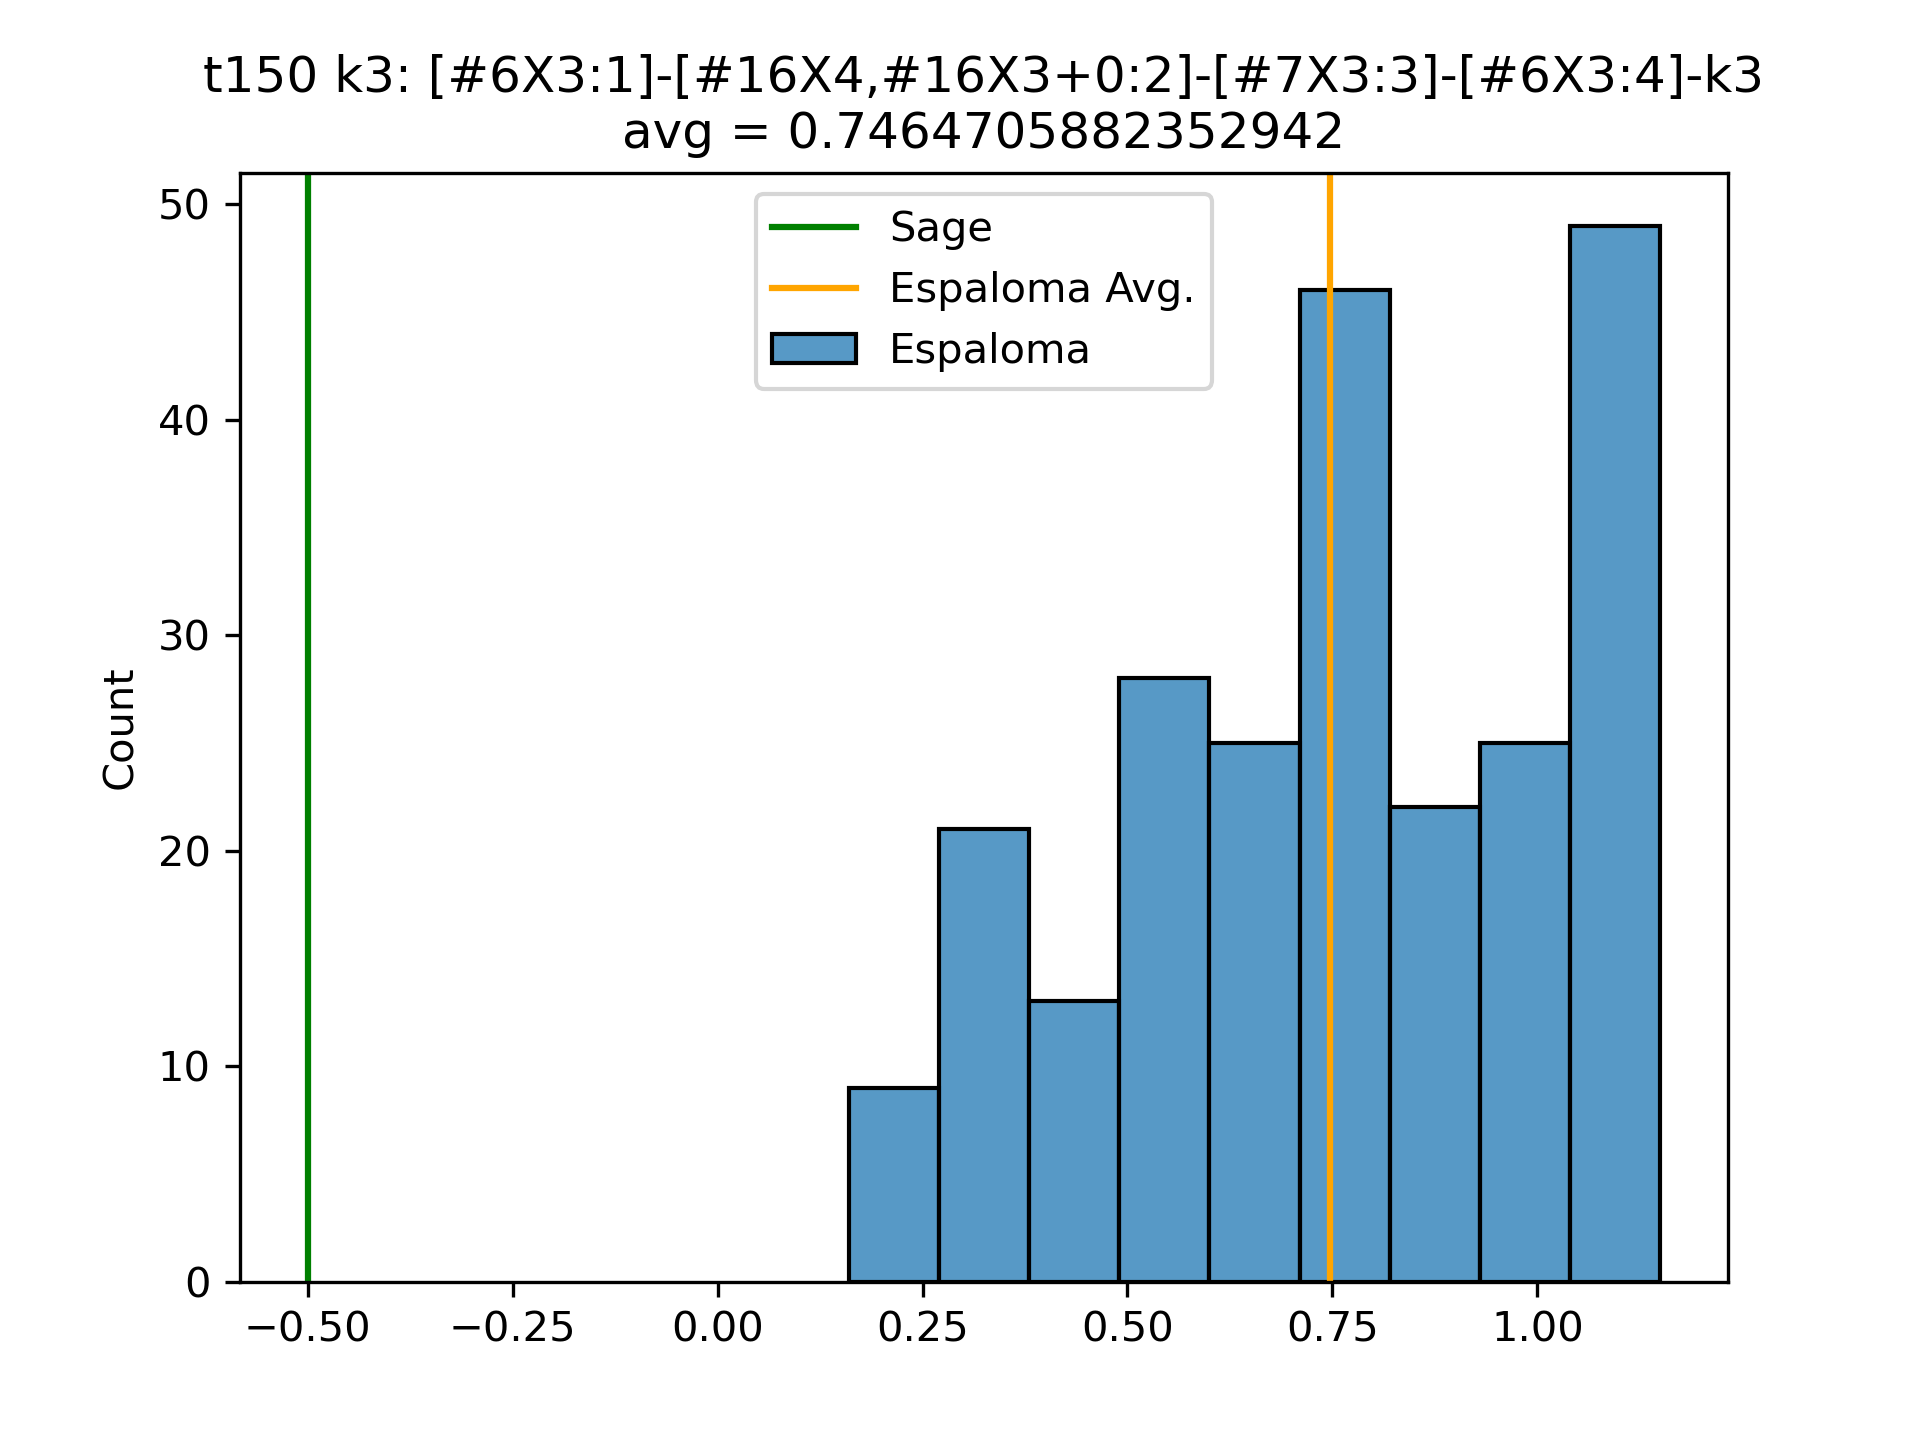 t150 k3: [#6X3:1]-[#16X4,#16X3+0:2]-[#7X3:3]-[#6X3:4]-k3
avg = 0.7464705882352942
Sage
Espaloma Avg.
Espaloma
Count
50
40
30
20
10
0
−0.50 −0.25 0.00 0.25 0.50 0.75 1.00